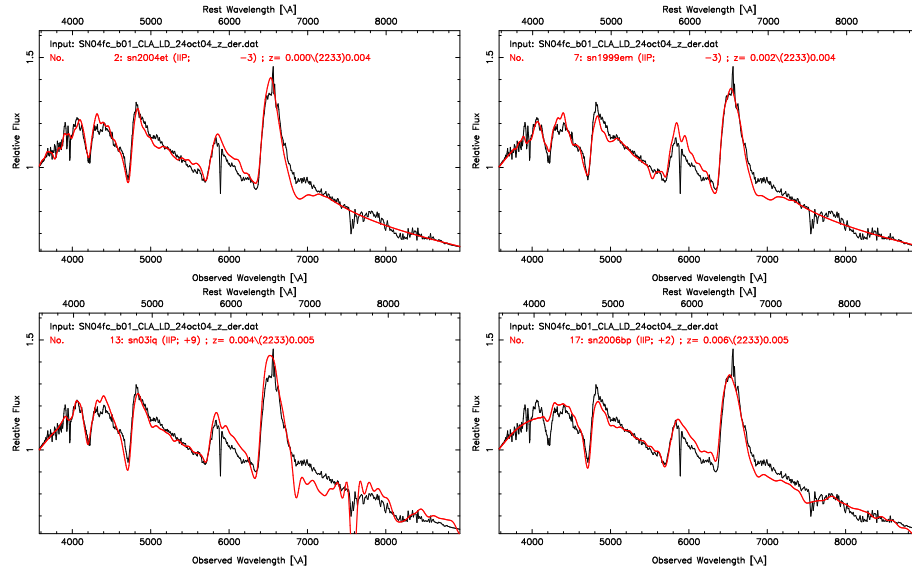 Rest Wavelength [\A]
4000 5000 6000 7000 8000
Input: SN04fc_b01_CLA_LD_24oct04_z_der.dat
No. 2: sn2004et (IIP; -3) ; z= 0.000\(2233)0.004
Relative Flux
1.5
1
4000 5000 6000 7000 8000
Observed Wavelength [\A]
Rest Wavelength [\A]
4000 5000 6000 7000 8000
Input: SN04fc_b01_CLA_LD_24oct04_z_der.dat
No. 7: sn1999em (IIP; -3) ; z= 0.002\(2233)0.004
Relative Flux
1.5
1
4000 5000 6000 7000 8000
Observed Wavelength [\A]
Rest Wavelength [\A]
4000 5000 6000 7000 8000
Input: SN04fc_b01_CLA_LD_24oct04_z_der.dat
No. 13: sn03iq (IIP; +9) ; z= 0.004\(2233)0.005
Relative Flux
1.5
1
4000 5000 6000 7000 8000
Observed Wavelength [\A]
Rest Wavelength [\A]
4000 5000 6000 7000 8000
Input: SN04fc_b01_CLA_LD_24oct04_z_der.dat
No. 17: sn2006bp (IIP; +2) ; z= 0.006\(2233)0.005
Relative Flux
1.5
1
4000 5000 6000 7000 8000
Observed Wavelength [\A]